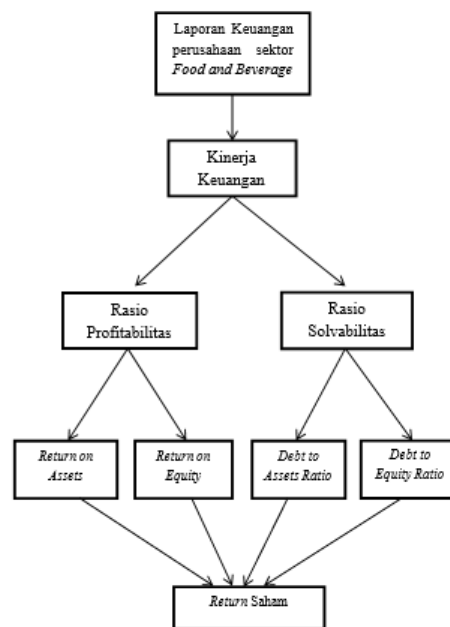 Laporan Keuangan
perusahaan sektor
Food and Beverage
Kinerja
Keuangan
Rasio
Profitabilitas
Rasio
Solvabilitas
Return on
Assets
Return on
Equity
Debt to
Assets Ratio
Debt to
Equity Ratio
Return Saham